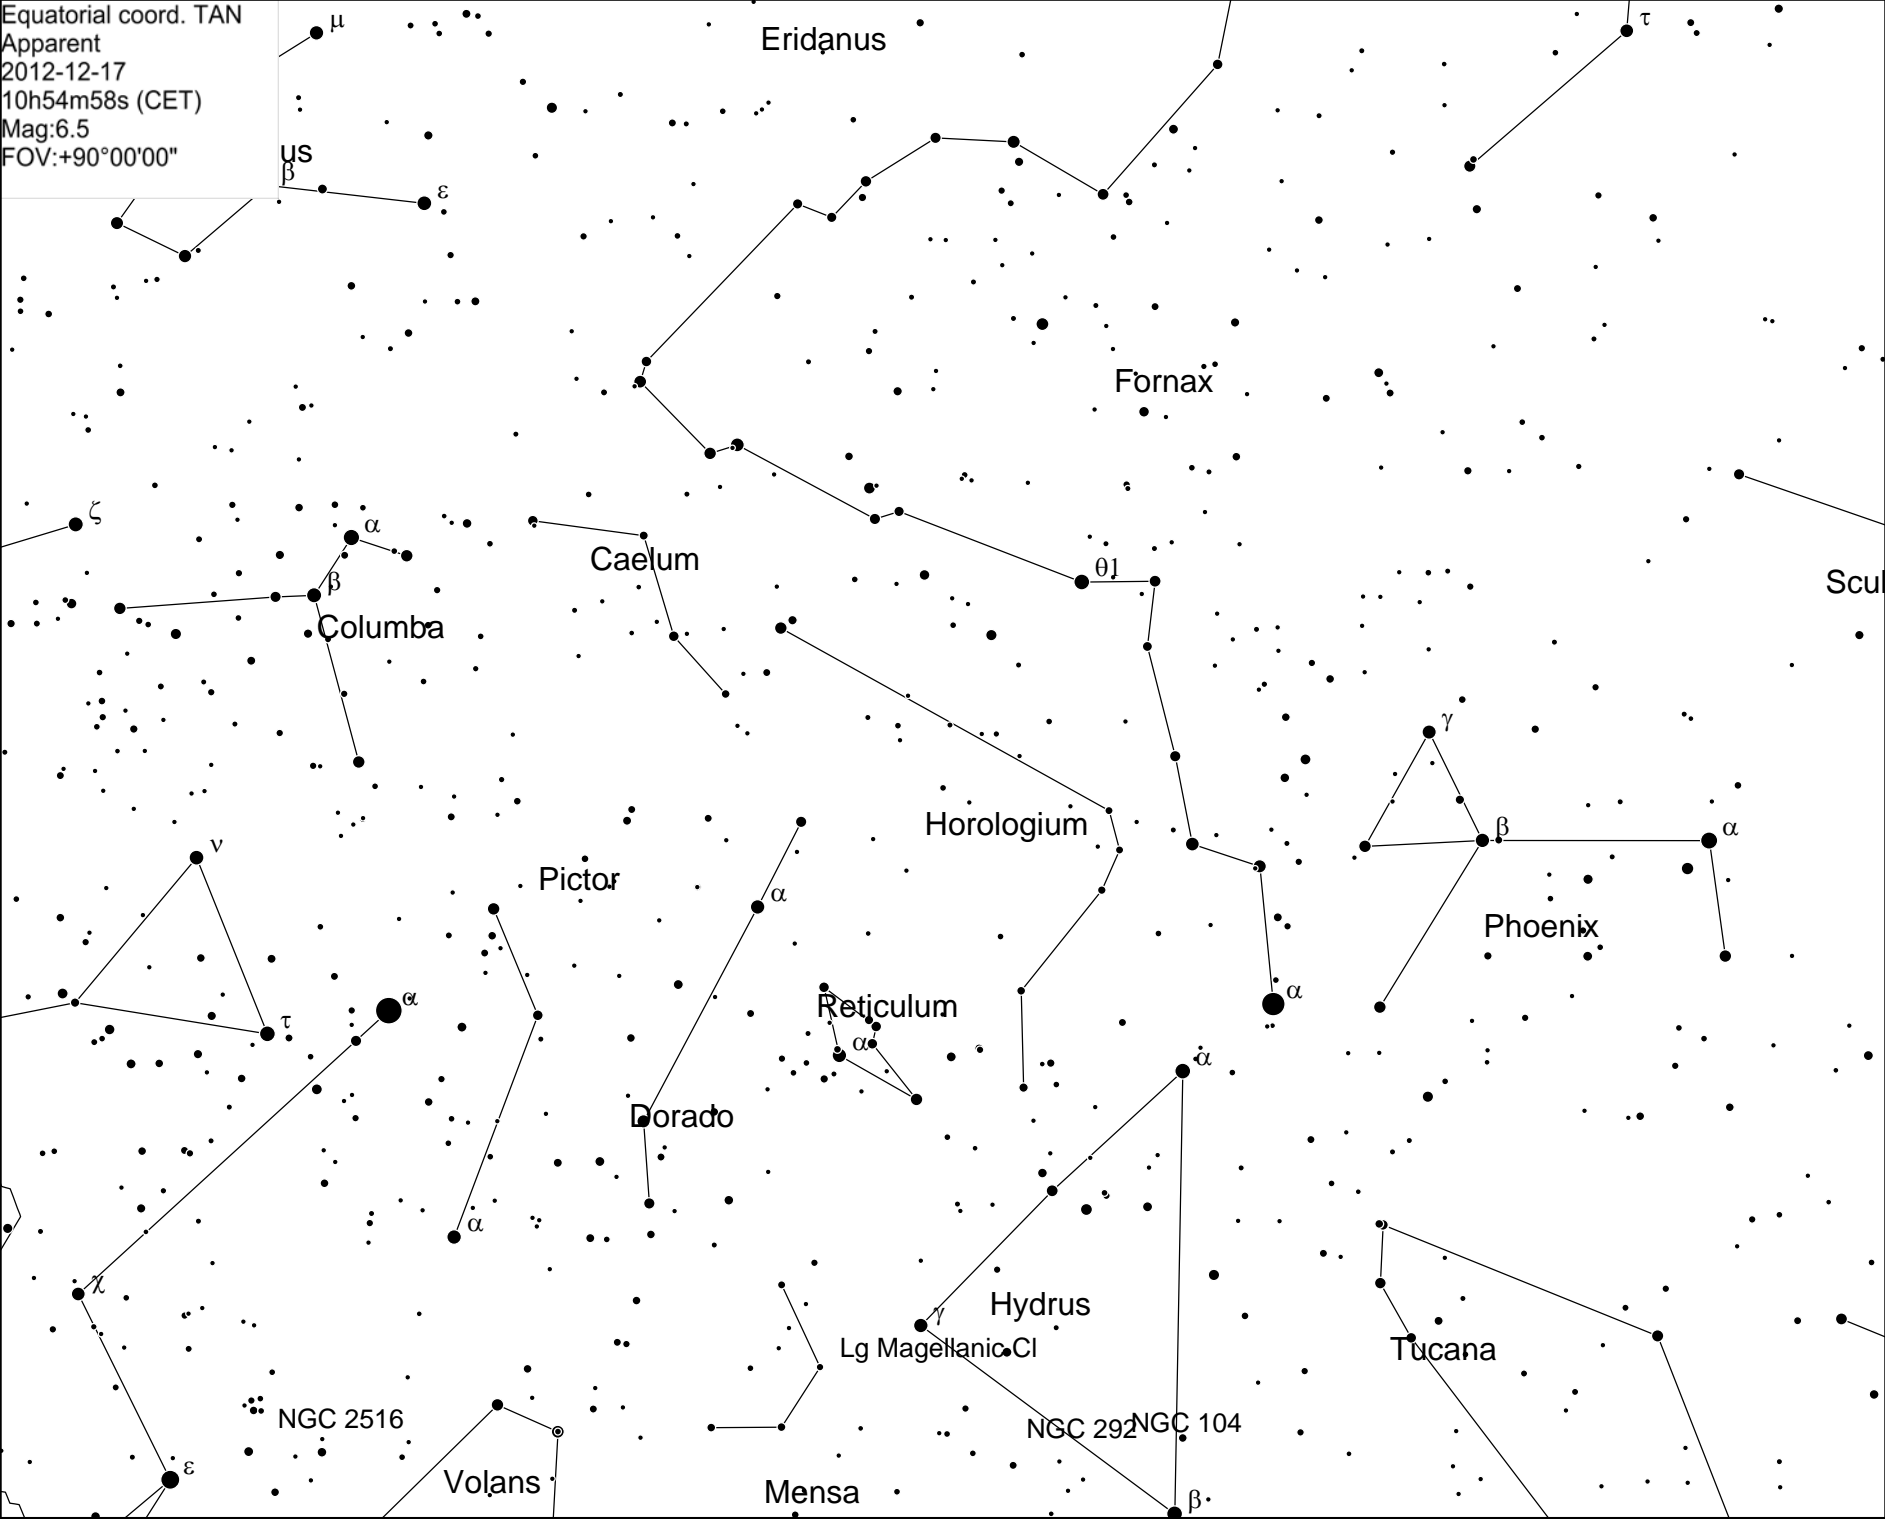 Equatorial coord. TAN
Apparent
2012-12-17
10h54m58s (CET)
Mag:6.5
FOV:+90°00'00"
μ
Eridanus
τ
us
β
ε
Fornax
ζ
α
Caelum
θ1
β
Scul
Columba
γ
Horologium
β
α
ν
Pictor
α
Phoenix
α
Reticulum
α
τ
α
α
Dorado
α
χ
Hydrus
γ
Lg Magellanic Cl
Tucana
NGC 2516
NGC 292
NGC 104
ε
Volans
Mensa
β